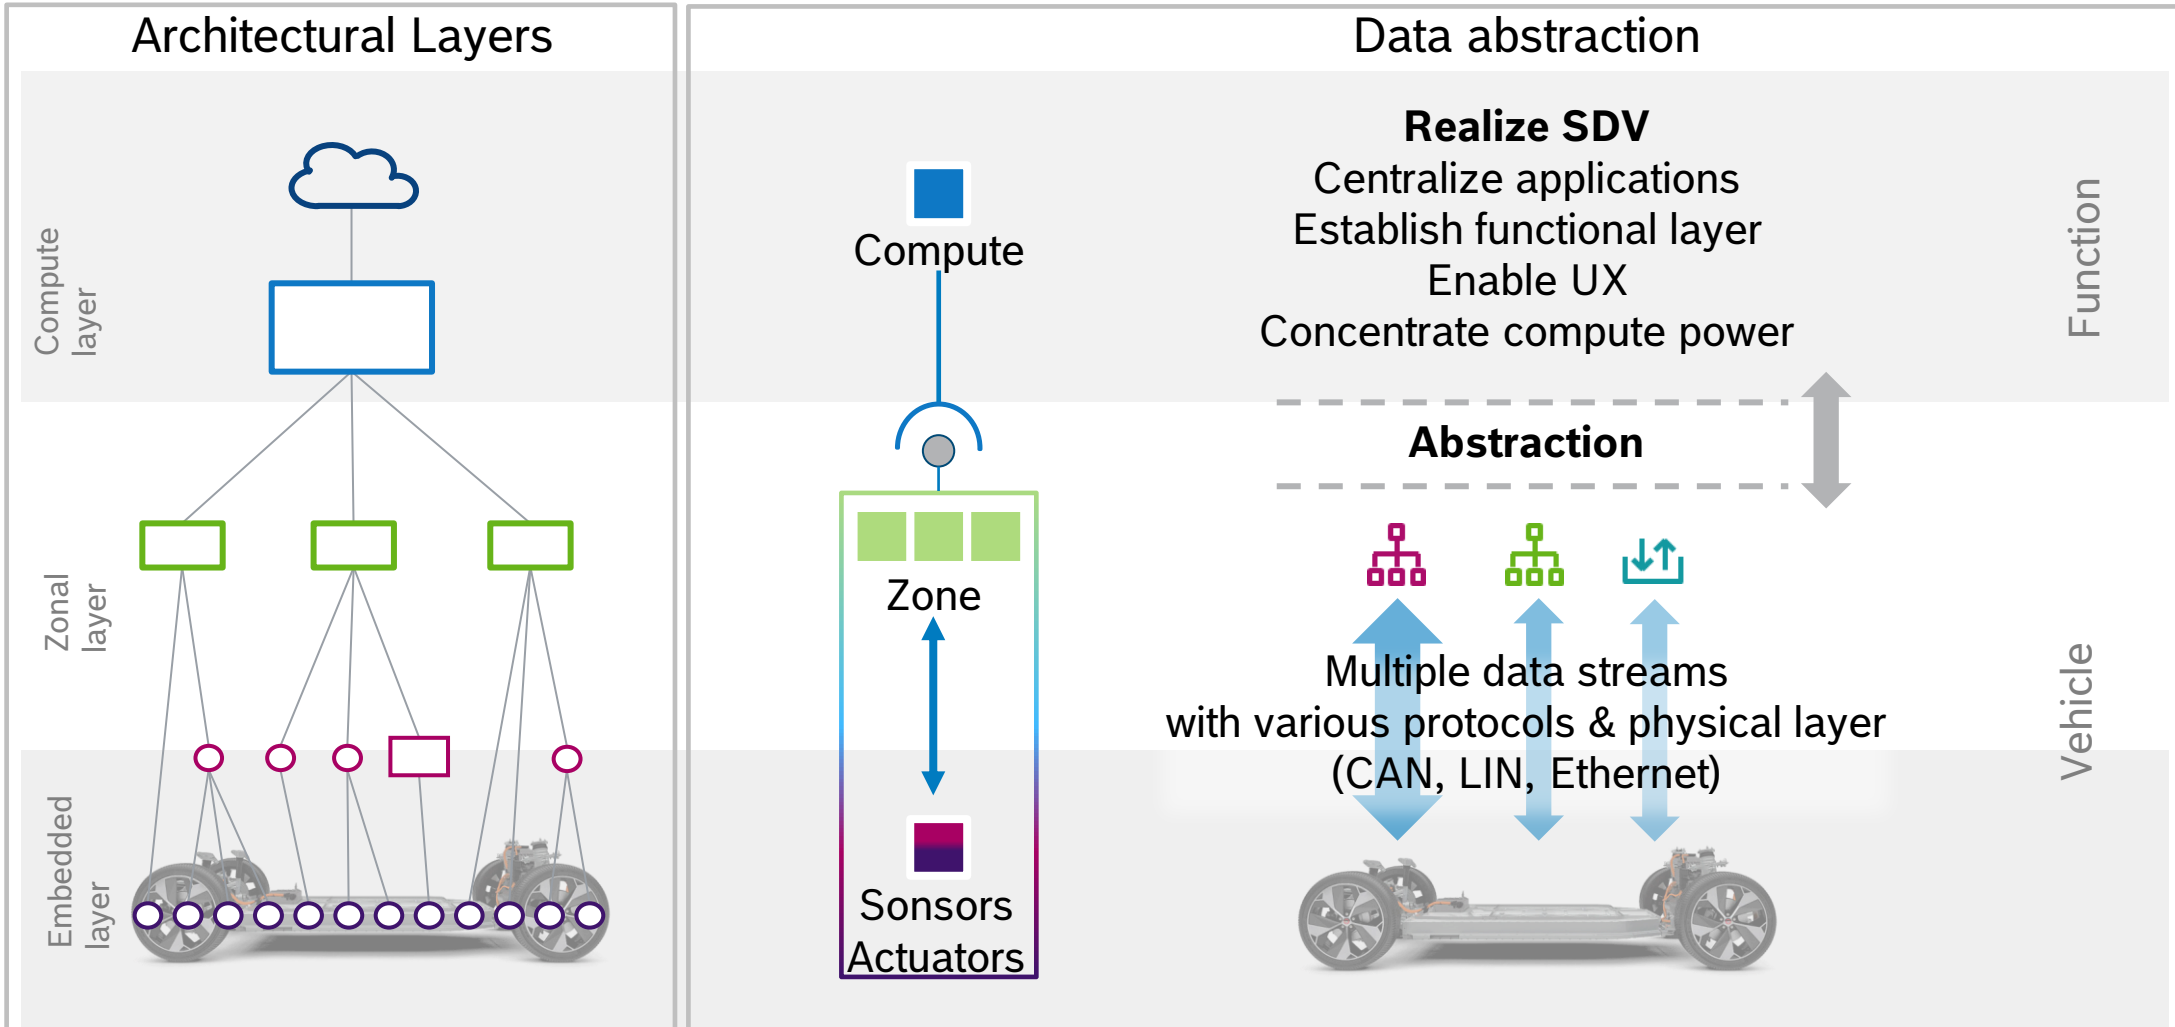 Architectural Layers
Compute
layer
Zonal
layer
Embedded
layer
Data abstraction
Compute
Zone
Sonsors
Actuators
Realize SDV
Centralize applications
Establish functional layer
Enable UX
Concentrate compute power
Abstraction
Multiple data streams
with various protocols & physical layer
(CAN, LIN, Ethernet)
Function
Vehicle